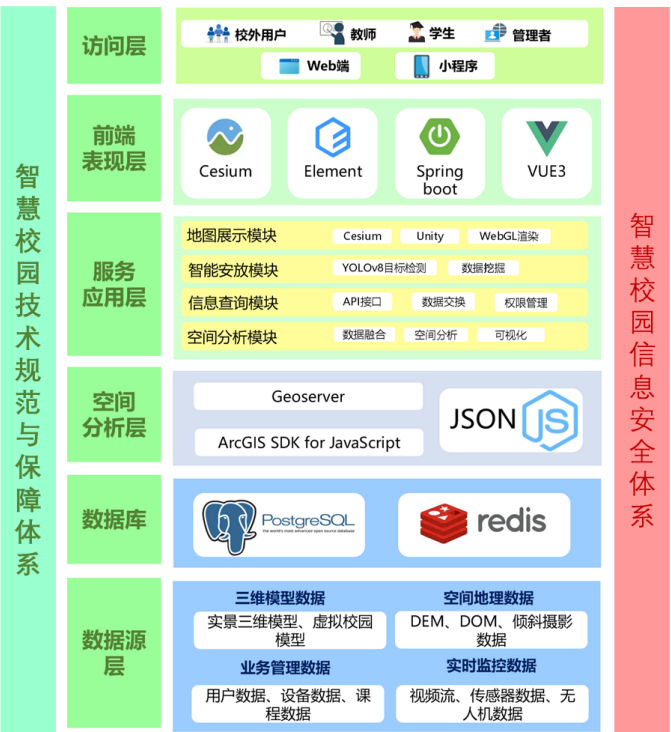 智慧校园技术规范与保障体系
访问层
校外用户 教师 学生 管理者
Web端 小程序
前端
表现层
Cesium Element Spring
boot VUE3
服务
应用层
地图展示模块 Cesium Unity WebGL渲染
智能安放模块 YOLOv8目标检测 数据挖掘
信息查询模块 API接口 数据交换 权限管理
空间分析模块 数据融合 空间分析 可视化
空间
分析层
Geoserver
ArcGIS SDK for JavaScript
JSON JS
数据库
PostgreSQL
the world's most advanced open source database
redis
数据源
层
三维模型数据
实景三维模型、虚拟校园
模型
空间地理数据
DEM、DOM、倾斜摄影
数据
业务管理数据
用户数据、设备数据、课
程数据
实时监控数据
视频流、传感器数据、无
人机数据
智慧校园信息安全体系